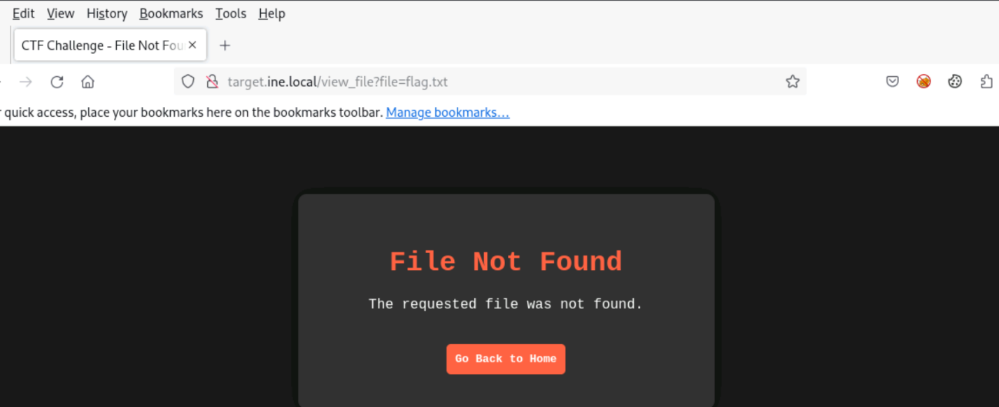 Edit View History Bookmarks Tools Help
CTF Challenge - File Not Fou
target.ine.local/view_file?file=flag.txt
quick access, place your bookmarks here on the bookmarks toolbar. Manage bookmarks…
File Not Found
The requested file was not found.
Go Back to Home